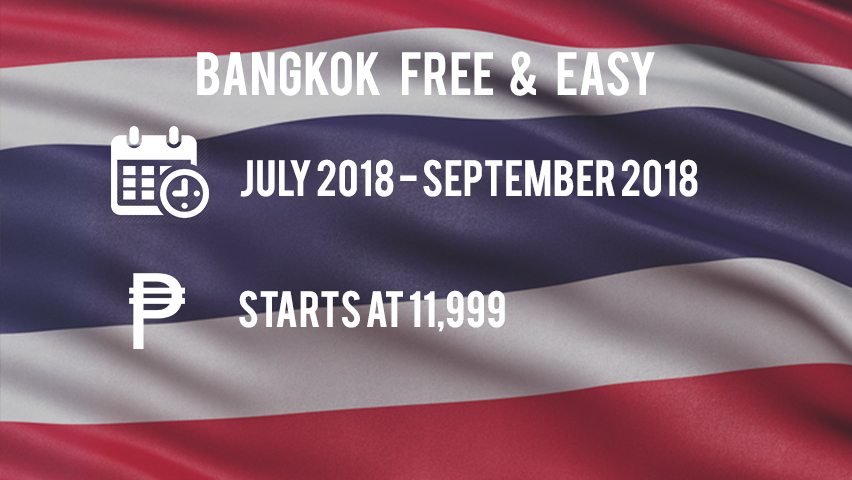 BANGKOK FREE & EASY
JULY 2018 - SEPTEMBER 2018
₱ STARTS AT 11,999